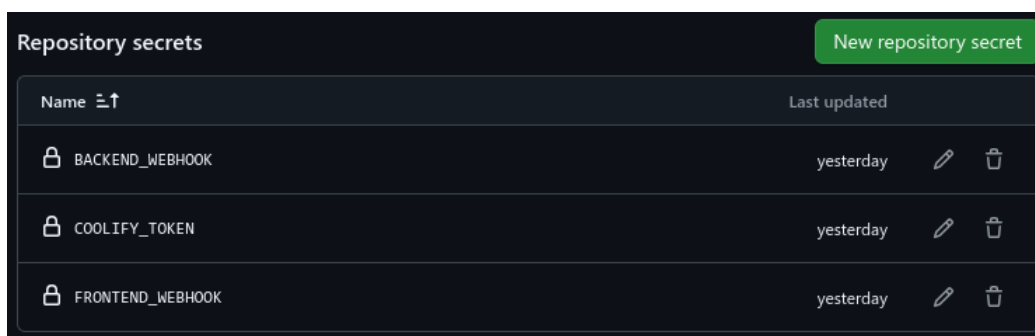 Repository secrets
New repository secret
Name
Last updated
BACKEND_WEBHOOK
yesterday
COOLIFY_TOKEN
yesterday
FRONTEND_WEBHOOK
yesterday